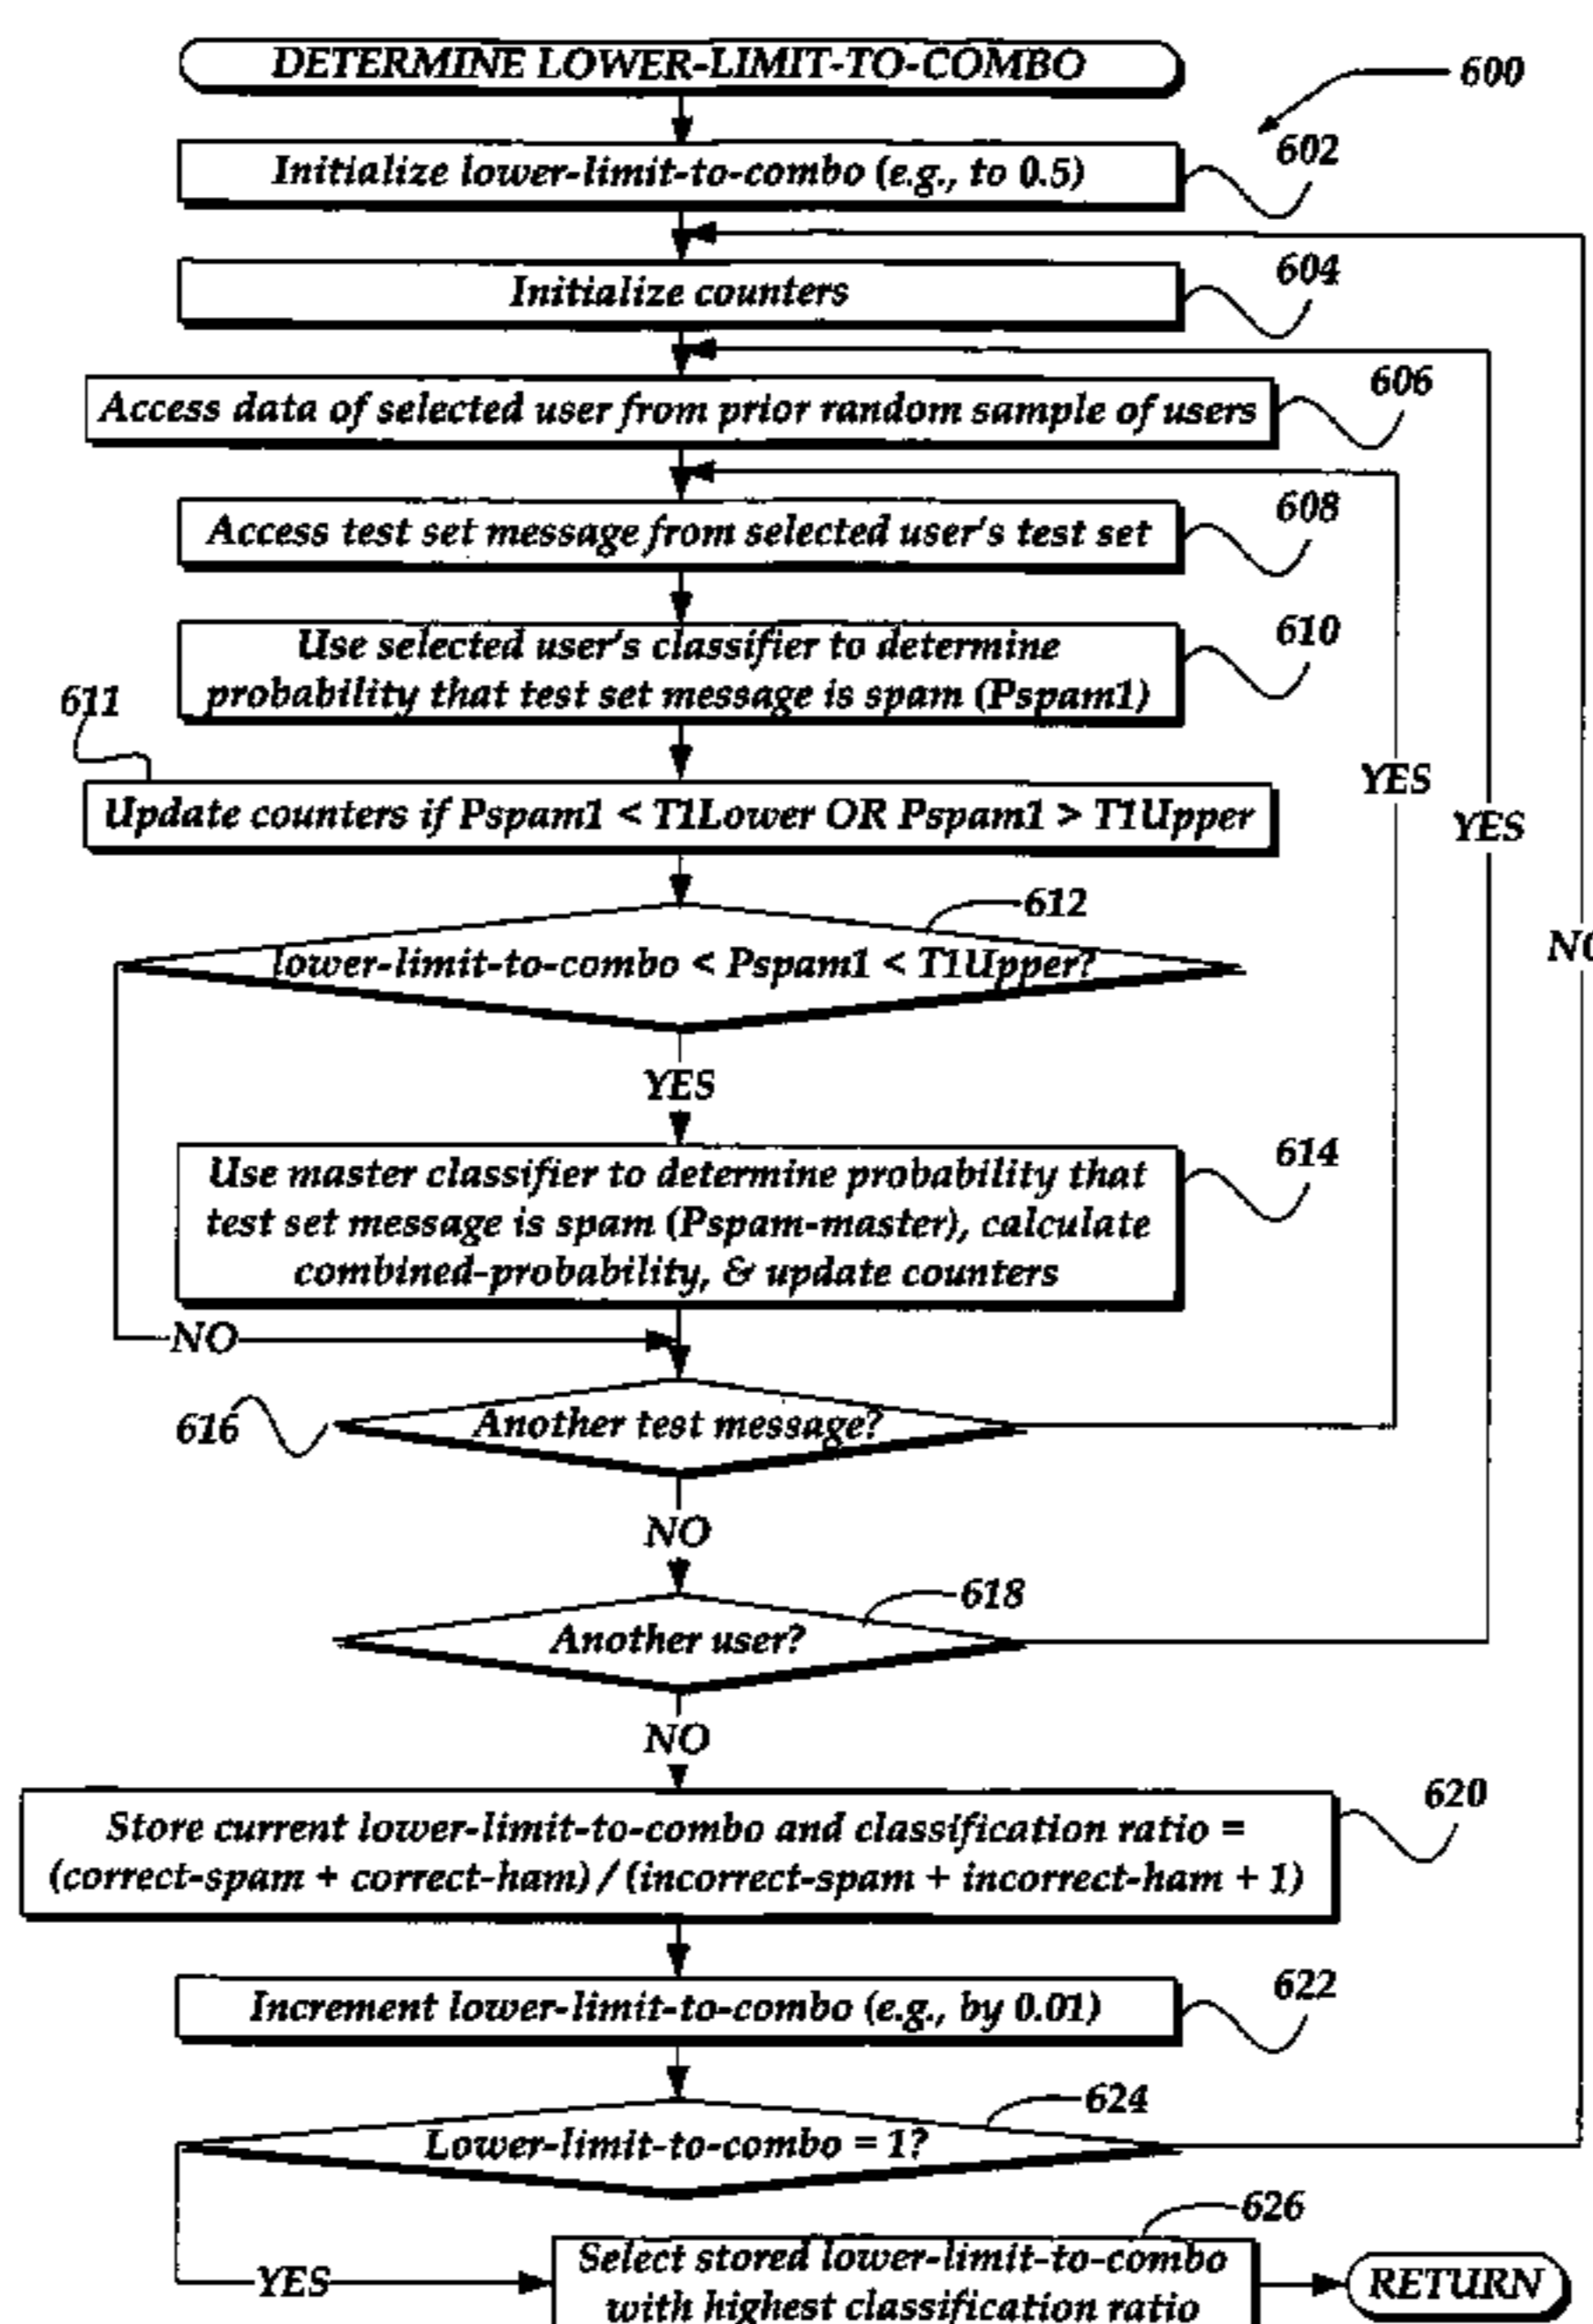 DETERMINE LOWER-LIMIT-TO-COMBO
600
Initialize lower-limit-to-combo (e.g., to 0.5)
602
Initialize counters
604
Access data of selected user from prior random sample of users
606
Access test set message from selected user's test set
608
Use selected user's classifier to determine
probability that test set message is spam (Pspam1)
610
611
Update counters if Pspam1 < T1Lower OR Pspam1 > T1Upper
YES
YES
612
lower-limit-to-combo < Pspam1 < T1Upper?
NO
YES
Use master classifier to determine probability that
test set message is spam (Pspam-master), calculate
combined-probability, & update counters
614
NO
616
Another test message?
NO
618
Another user?
NO
Store current lower-limit-to-combo and classification ratio =
(correct-spam + correct-ham) / (incorrect-spam + incorrect-ham + 1)
620
Increment lower-limit-to-combo (e.g., by 0.01)
622
624
Lower-limit-to-combo = 1?
626
YES
Select stored lower-limit-to-combo
with highest classification ratio
RETURN